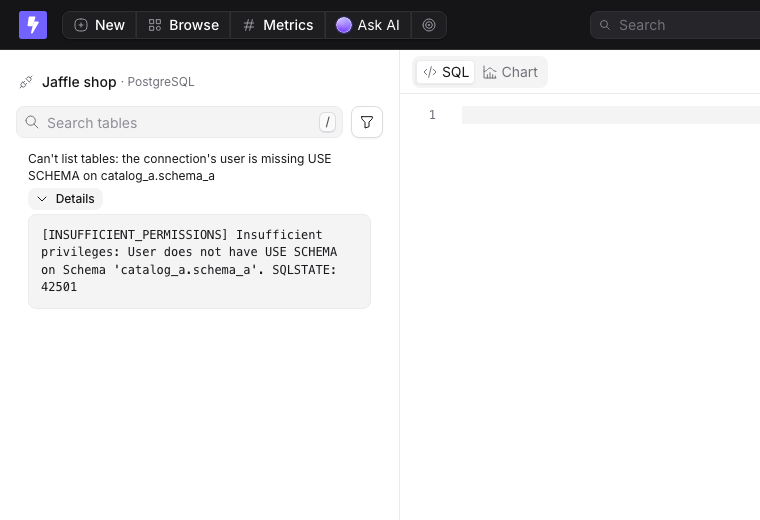 New
Browse
Metrics
Ask AI
Search
Jaffle shop · PostgreSQL
Search tables
/
Can't list tables: the connection's user is missing USE
SCHEMA on catalog_a.schema_a
Details
[INSUFFICIENT_PERMISSIONS] Insufficient
privileges: User does not have USE SCHEMA
on Schema 'catalog_a.schema_a'. SQLSTATE:
42501
</> SQL
Chart
1